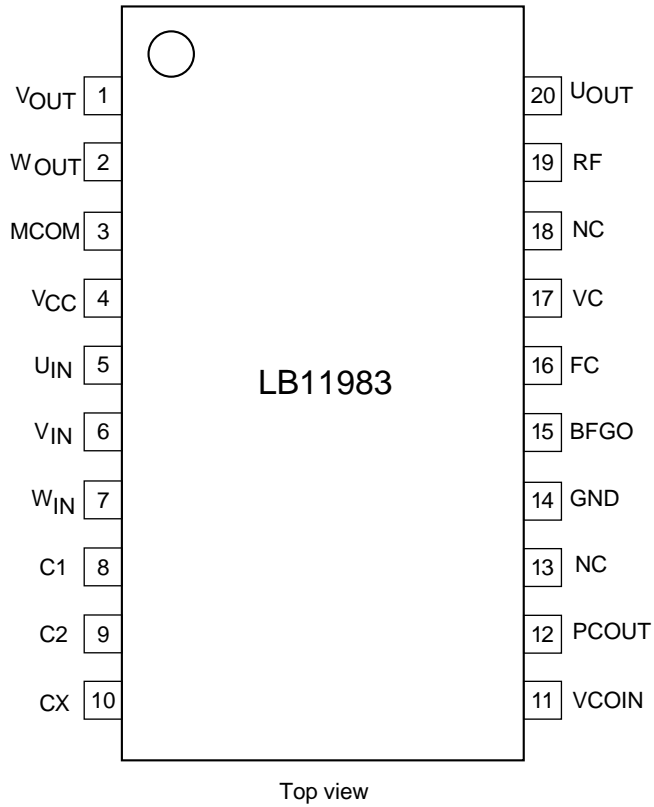 VOUT 1 20 UOUT
WOUT 2 19 RF
MCOM 3 18 NC
VCC 4 17 VC
UIN 5 16 FC
LB11983
VIN 6 15 BFGO
WIN 7 14 GND
C1 8 13 NC
C2 9 12 PCOUT
CX 10 11 VCOIN
Top view